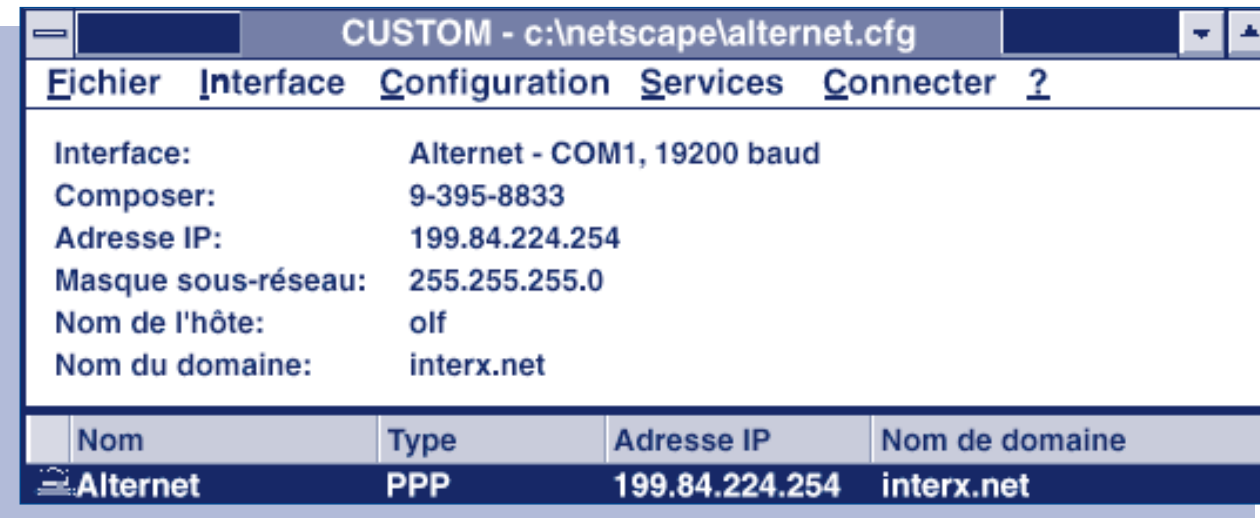 CUSTOM - c:\netscape\alternet.cfg
Fichier Interface Configuration Services Connecter ?
Interface: Alternet - COM1, 19200 baud
Composer: 9-395-8833
Adresse IP: 199.84.224.254
Masque sous-réseau: 255.255.255.0
Nom de l'hôte: olf
Nom du domaine: interx.net
Nom Type Adresse IP Nom de domaine
Alternet PPP 199.84.224.254 interx.net